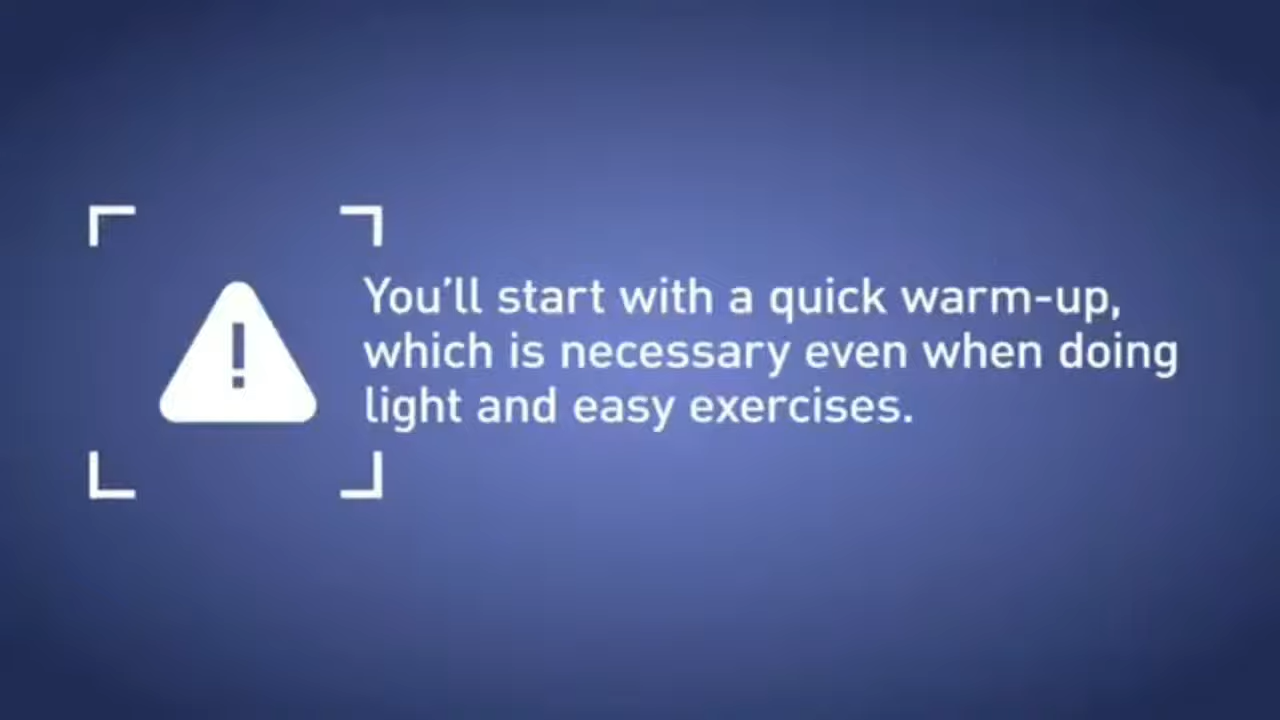 You’ll start with a quick warm-up,
which is necessary even when doing
light and easy exercises.